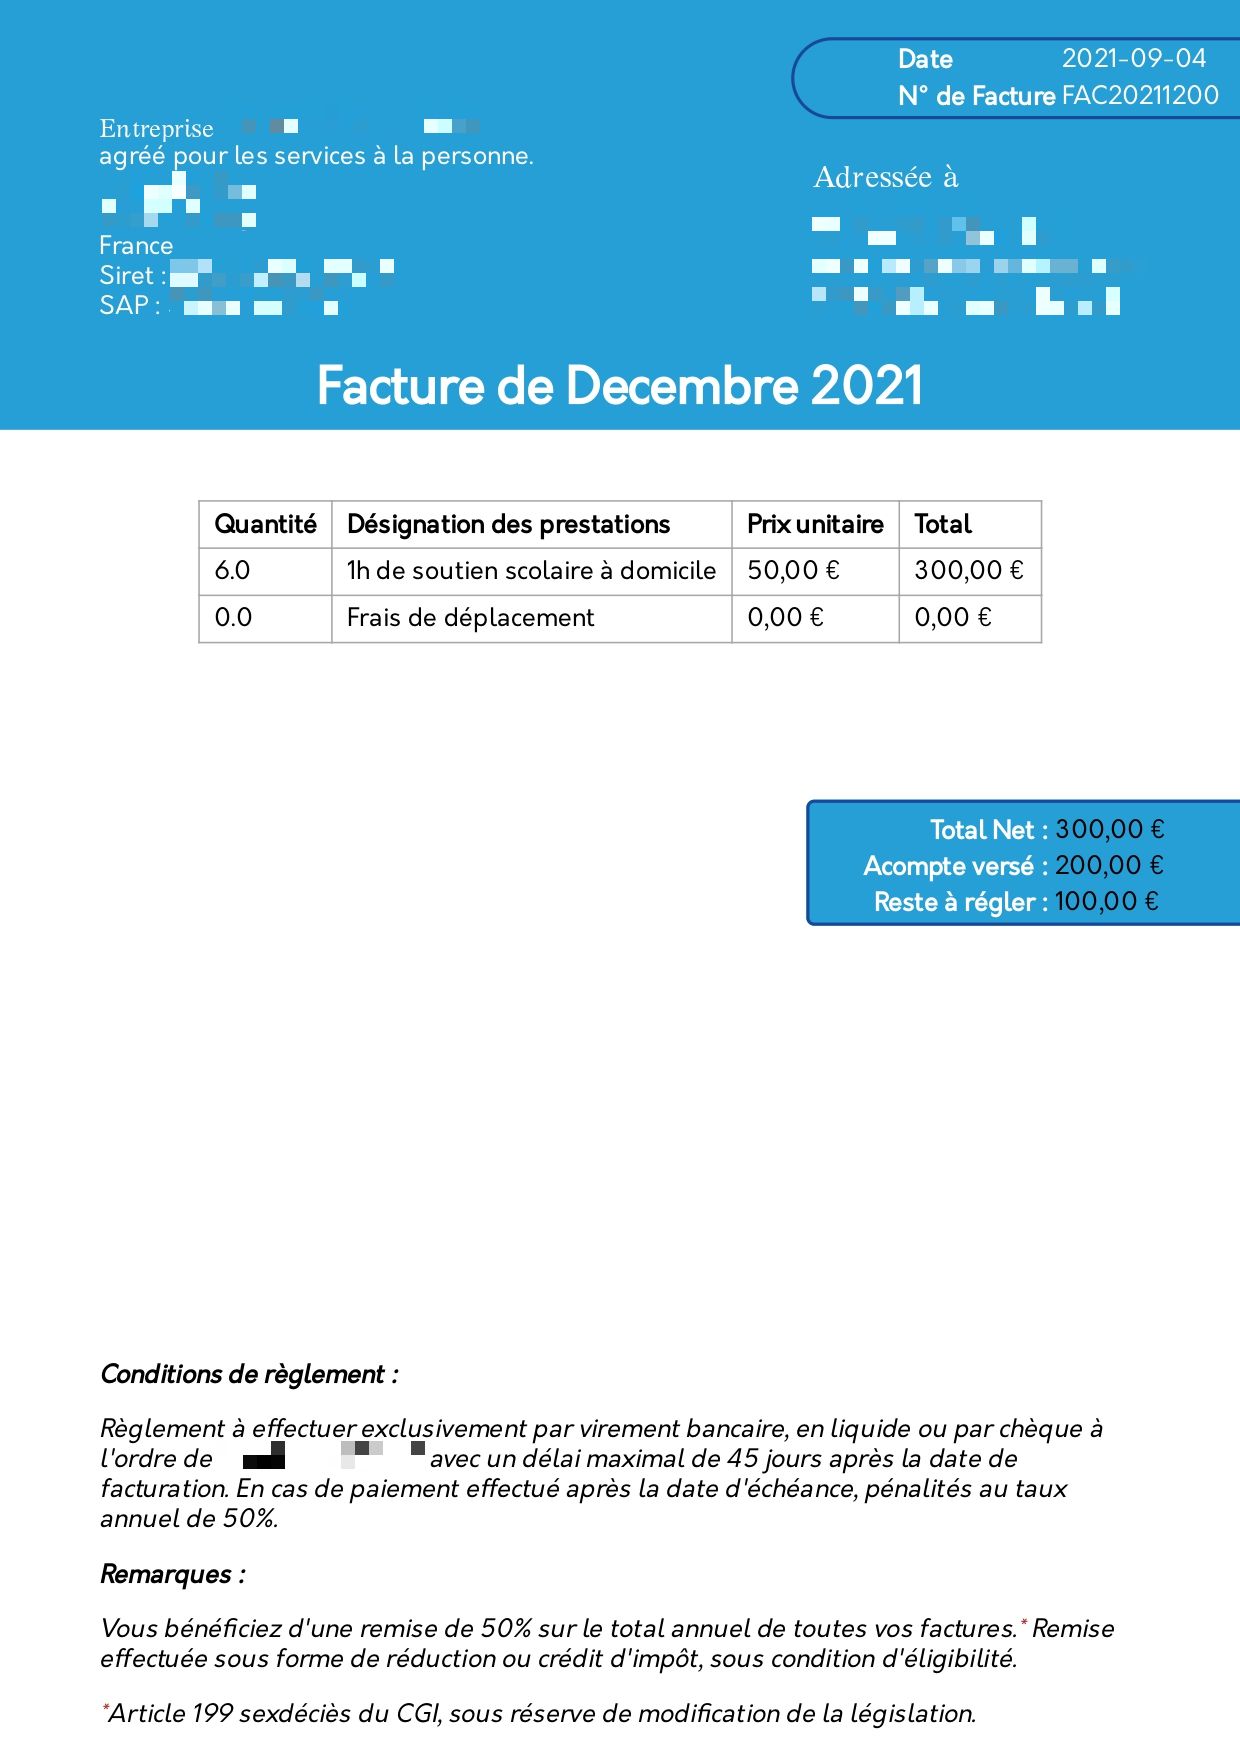 Date 2021-09-04
N° de Facture FAC20211200
Entreprise
agréé pour les services à la personne.
France
Siret :
SAP :
Adressée à
Facture de Decembre 2021
Quantité Désignation des prestations Prix unitaire Total
6.0 1h de soutien scolaire à domicile 50,00 € 300,00 €
0.0 Frais de déplacement 0,00 € 0,00 €
Total Net : 300,00 €
Acompte versé : 200,00 €
Reste à régler : 100,00 €
Conditions de règlement :
Règlement à effectuer exclusivement par virement bancaire, en liquide ou par chèque à
l'ordre de avec un délai maximal de 45 jours après la date de
facturation. En cas de paiement effectué après la date d'échéance, pénalités au taux
annuel de 50%.
Remarques :
Vous bénéficiez d'une remise de 50% sur le total annuel de toutes vos factures.* Remise
effectuée sous forme de réduction ou crédit d'impôt, sous condition d'éligibilité.
*Article 199 sexdéciès du CGI, sous réserve de modification de la législation.